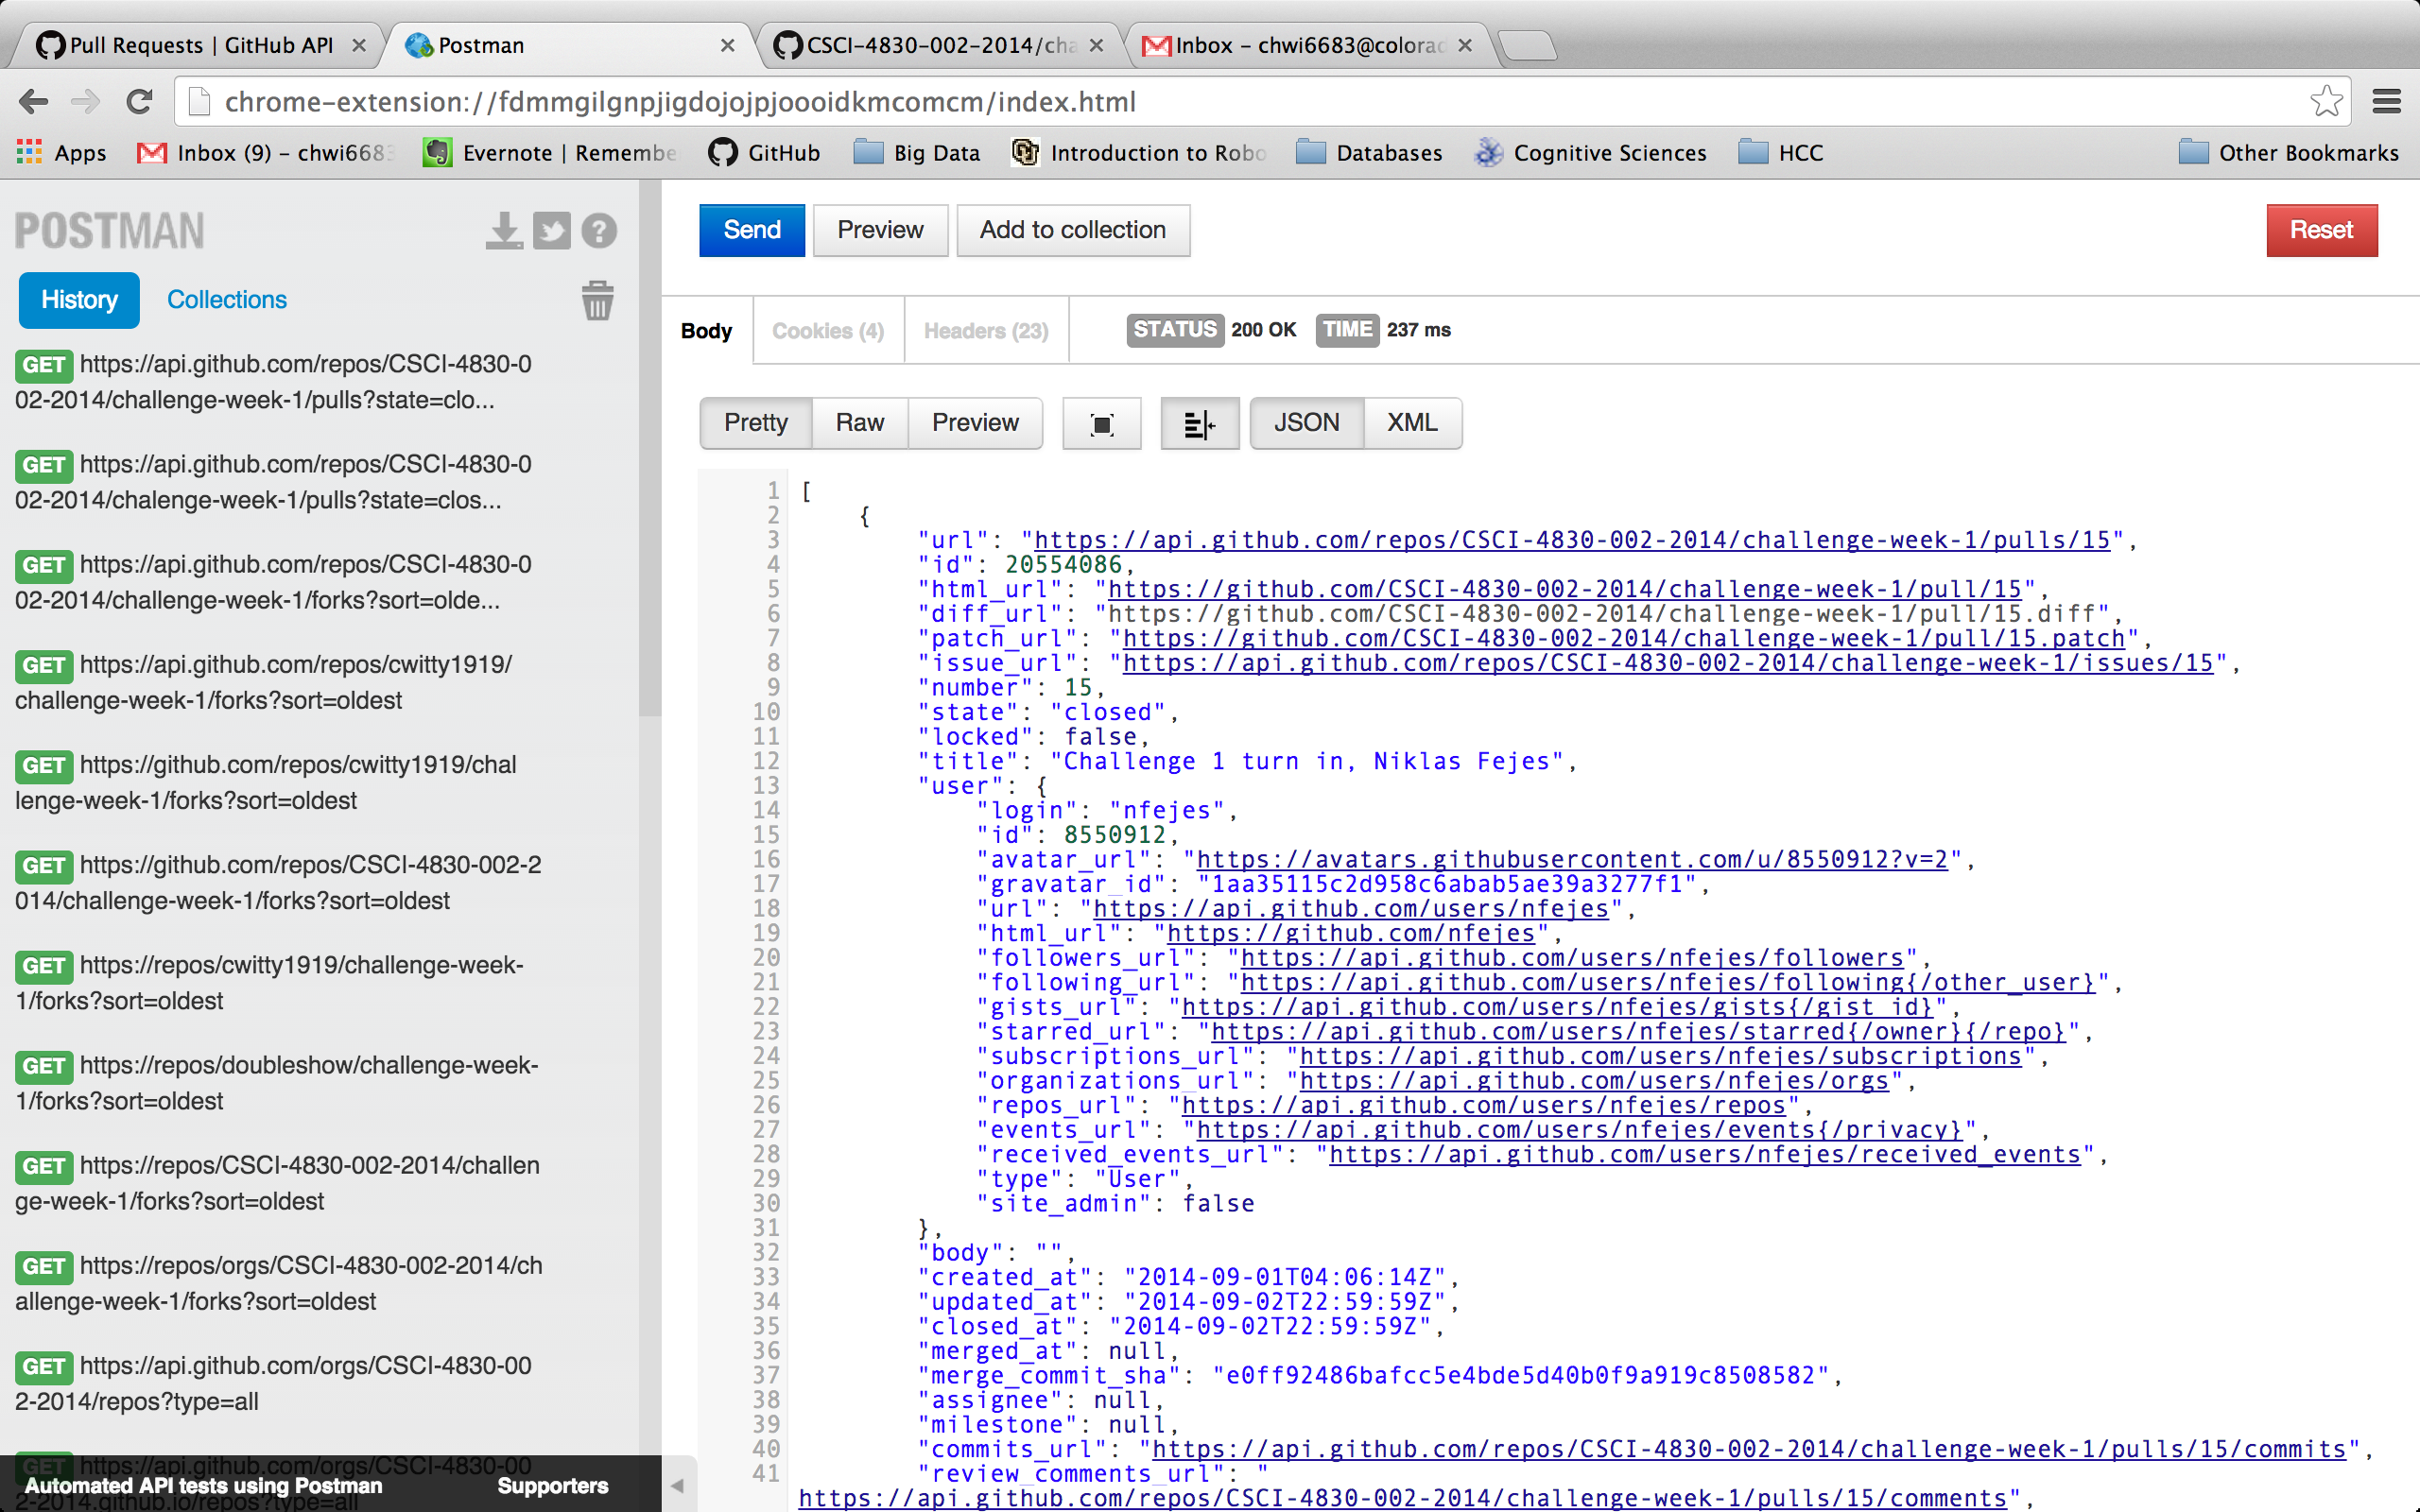 Pull Requests | GitHub API
Postman
CSCI-4830-002-2014/cha
Inbox – chwi6683@colorad
chrome-extension://fdmmgilgnpjigdojojpjoooidkmcomcm/index.html
Apps
Inbox (9) – chwi6683
Evernote | Remembe
GitHub
Big Data
Introduction to Robo
Databases
Cognitive Sciences
HCC
Other Bookmarks
POSTMAN
History
Collections
GET https://api.github.com/repos/CSCI-4830-0
02-2014/challenge-week-1/pulls?state=clo...
GET https://api.github.com/repos/CSCI-4830-0
02-2014/chalenge-week-1/pulls?state=clos...
GET https://api.github.com/repos/CSCI-4830-0
02-2014/challenge-week-1/forks?sort=olde...
GET https://api.github.com/repos/cwitty1919/
challenge-week-1/forks?sort=oldest
GET https://github.com/repos/cwitty1919/chal
lenge-week-1/forks?sort=oldest
GET https://github.com/repos/CSCI-4830-002-2
014/challenge-week-1/forks?sort=oldest
GET https://repos/cwitty1919/challenge-week-
1/forks?sort=oldest
GET https://repos/doubleshow/challenge-week-
1/forks?sort=oldest
GET https://repos/CSCI-4830-002-2014/challen
ge-week-1/forks?sort=oldest
GET https://repos/orgs/CSCI-4830-002-2014/ch
allenge-week-1/forks?sort=oldest
GET https://api.github.com/orgs/CSCI-4830-00
2-2014/repos?type=all
GET https://api.github.com/orgs/CSCI-4830-00
2-2014.github.io/repos?type=all
Automated API tests using Postman
Supporters
Send
Preview
Add to collection
Reset
Body
Cookies (4)
Headers (23)
STATUS 200 OK
TIME 237 ms
Pretty
Raw
Preview
JSON
XML
1 [
2 {
3 "url": "https://api.github.com/repos/CSCI-4830-002-2014/challenge-week-1/pulls/15",
4 "id": 20554086,
5 "html_url": "https://github.com/CSCI-4830-002-2014/challenge-week-1/pull/15",
6 "diff_url": "https://github.com/CSCI-4830-002-2014/challenge-week-1/pull/15.diff",
7 "patch_url": "https://github.com/CSCI-4830-002-2014/challenge-week-1/pull/15.patch",
8 "issue_url": "https://api.github.com/repos/CSCI-4830-002-2014/challenge-week-1/issues/15",
9 "number": 15,
10 "state": "closed",
11 "locked": false,
12 "title": "Challenge 1 turn in, Niklas Fejes",
13 "user": {
14 "login": "nfejes",
15 "id": 8550912,
16 "avatar_url": "https://avatars.githubusercontent.com/u/8550912?v=2",
17 "gravatar_id": "1aa35115c2d958c6abab5ae39a3277f1",
18 "url": "https://api.github.com/users/nfejes",
19 "html_url": "https://github.com/nfejes",
20 "followers_url": "https://api.github.com/users/nfejes/followers",
21 "following_url": "https://api.github.com/users/nfejes/following{/other_user}",
22 "gists_url": "https://api.github.com/users/nfejes/gists{/gist_id}",
23 "starred_url": "https://api.github.com/users/nfejes/starred{/owner}{/repo}",
24 "subscriptions_url": "https://api.github.com/users/nfejes/subscriptions",
25 "organizations_url": "https://api.github.com/users/nfejes/orgs",
26 "repos_url": "https://api.github.com/users/nfejes/repos",
27 "events_url": "https://api.github.com/users/nfejes/events{/privacy}",
28 "received_events_url": "https://api.github.com/users/nfejes/received_events",
29 "type": "User",
30 "site_admin": false
31 },
32 "body": "",
33 "created_at": "2014-09-01T04:06:14Z",
34 "updated_at": "2014-09-02T22:59:59Z",
35 "closed_at": "2014-09-02T22:59:59Z",
36 "merged_at": null,
37 "merge_commit_sha": "e0ff92486bafcc5e4bde5d40b0f9a919c8508582",
38 "assignee": null,
39 "milestone": null,
40 "commits_url": "https://api.github.com/repos/CSCI-4830-002-2014/challenge-week-1/pulls/15/commits",
41 "review_comments_url": "
https://api.github.com/repos/CSCI-4830-002-2014/challenge-week-1/pulls/15/comments",